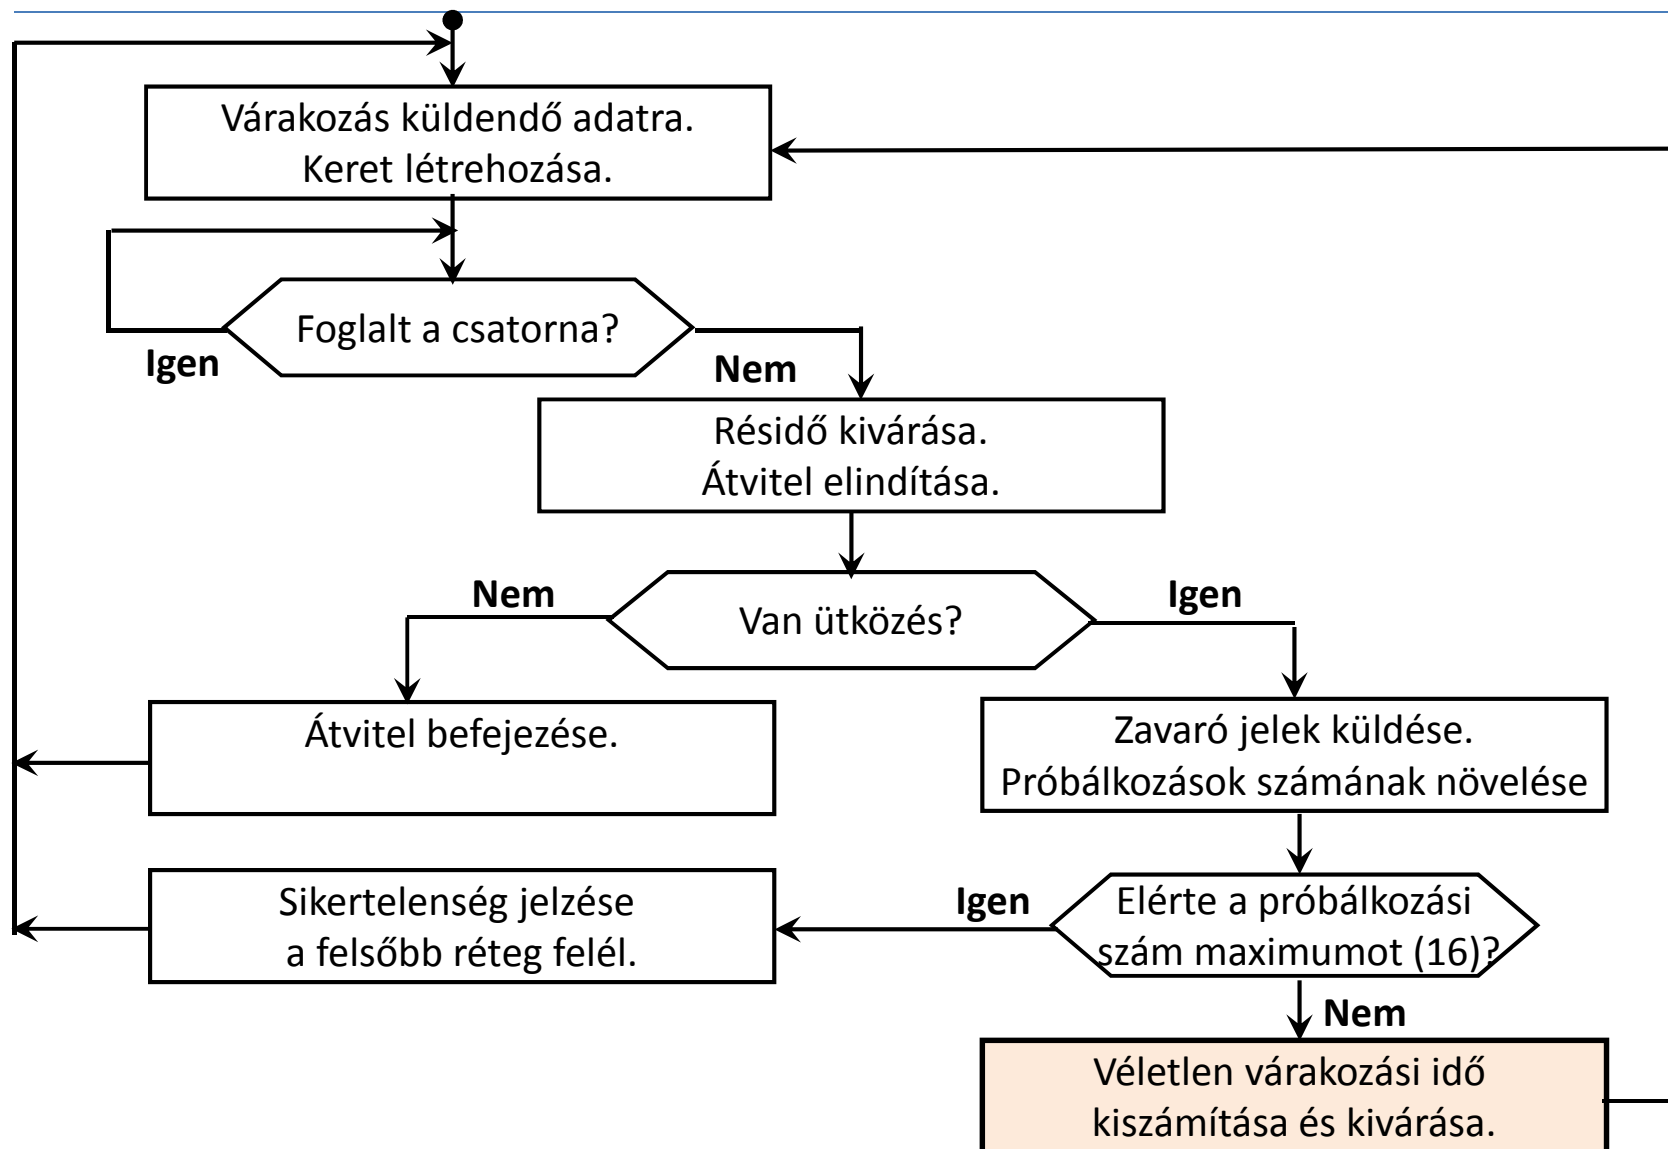 Várakozás küldendő adatra.
Keret létrehozása.
Foglalt a csatorna?
Igen
Nem
Résidő kivárása.
Átvitel elindítása.
Nem
Van ütközés?
Igen
Átvitel befejezése.
Zavaró jelek küldése.
Próbálkozások számának növelése
Sikertelenség jelzése
a felsőbb réteg felél.
Igen
Elérte a próbálkozási
szám maximumot (16)?
Nem
Véletlen várakozási idő
kiszámítása és kivárása.